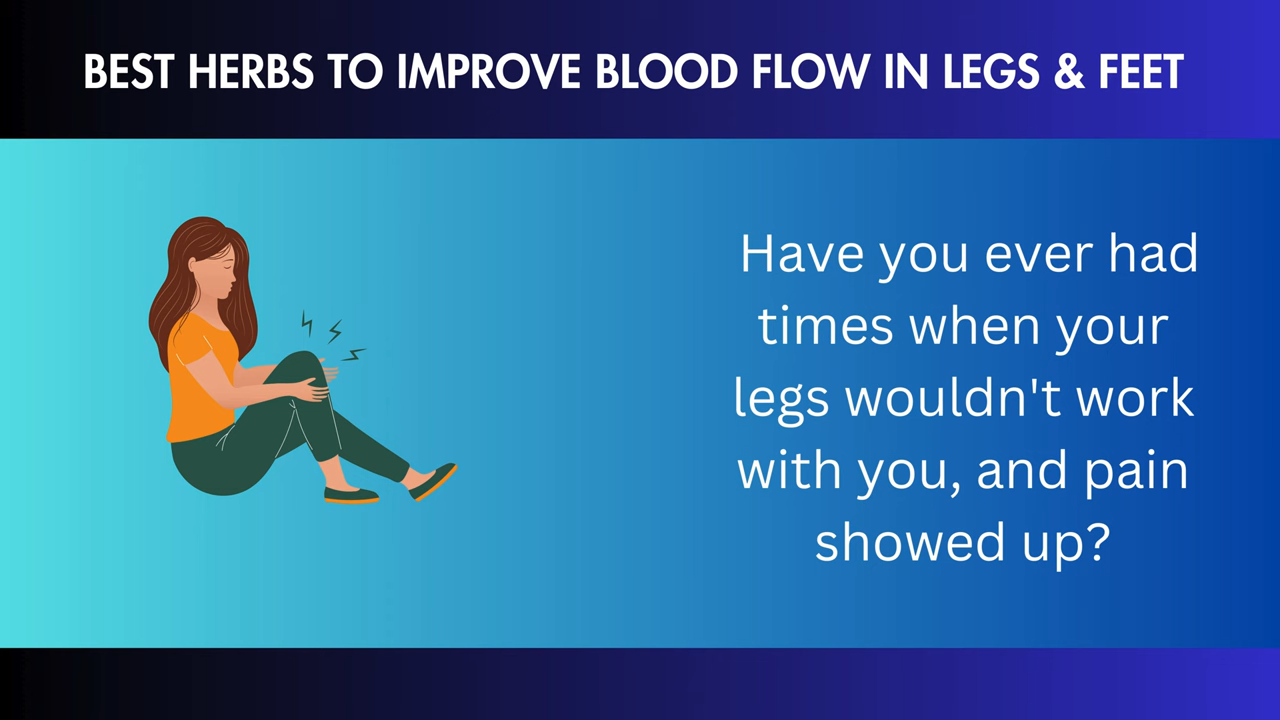 BEST HERBS TO IMPROVE BLOOD FLOW IN LEGS & FEET
Have you ever had
times when your
legs wouldn't work
with you, and pain
showed up?